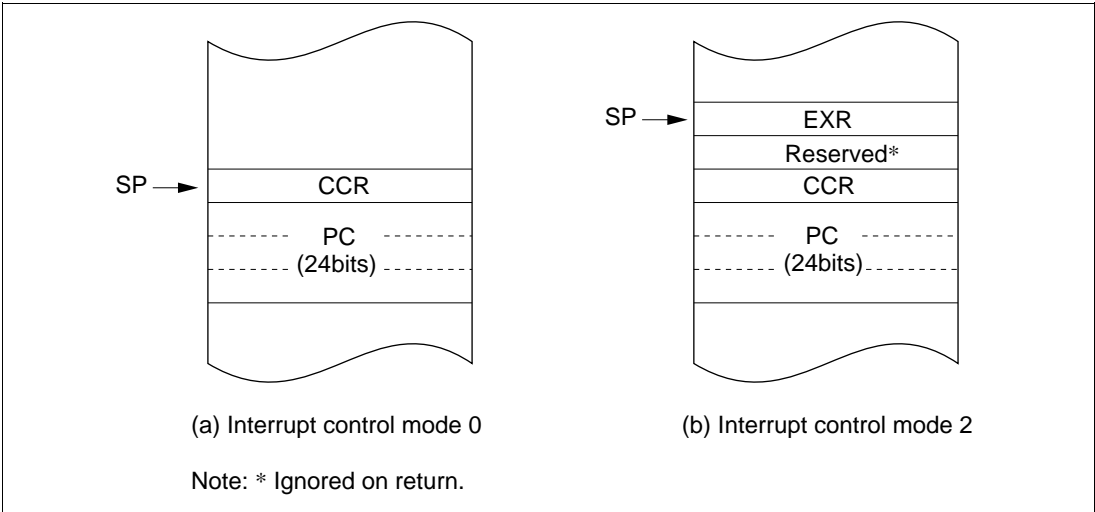 SP
CCR
PC
(24bits)
(a) Interrupt control mode 0
SP
EXR
Reserved*
CCR
PC
(24bits)
(b) Interrupt control mode 2
Note: * Ignored on return.